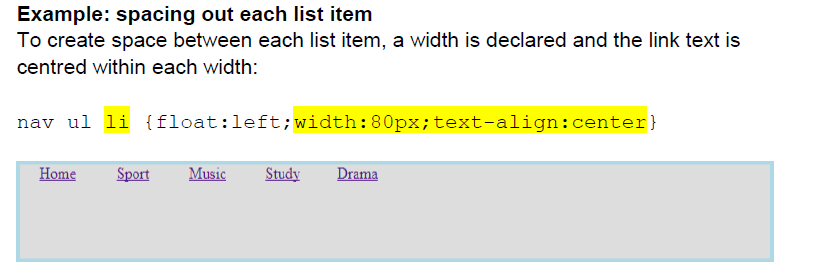 Example: spacing out each list item
To create space between each list item, a width is declared and the link text is
centred within each width:
nav ul li {float:left;width:80px;text-align:center}
Home Sport Music Study Drama